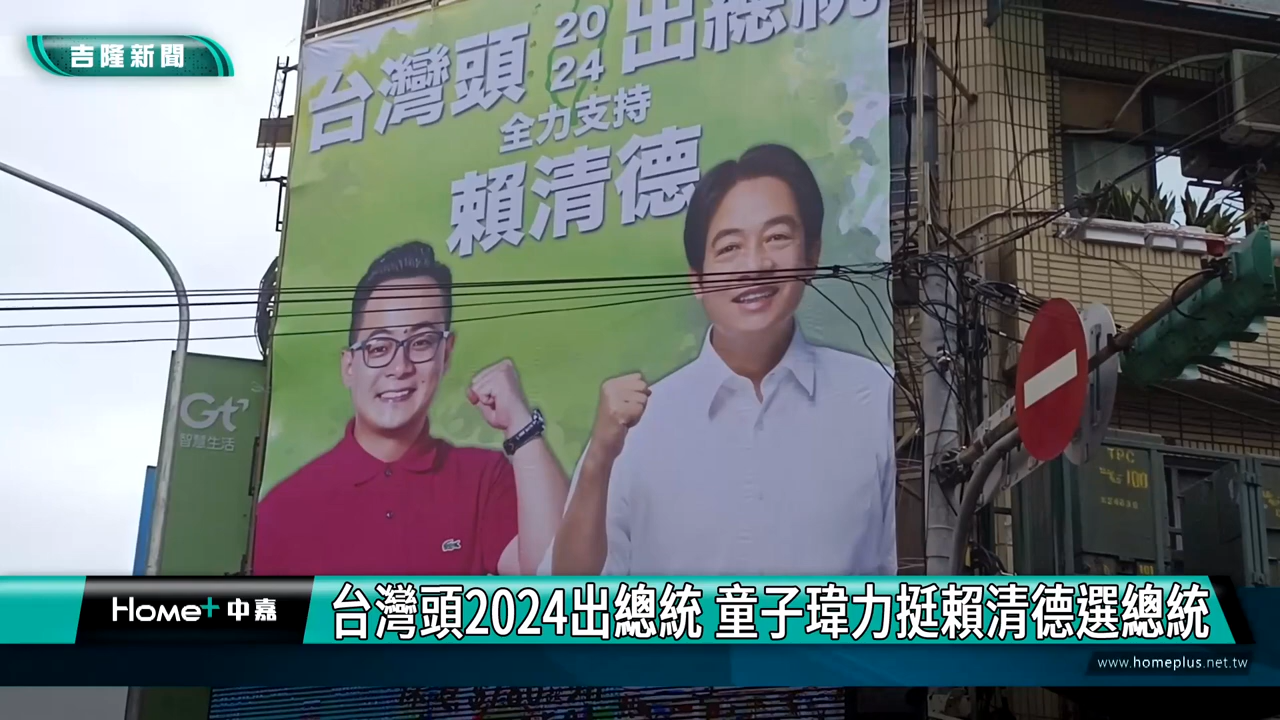 吉隆新聞
台灣頭 2024 出總統
全力支持
賴清德
Gt
智慧生活
TPC
100
101
Home+ 中嘉
台灣頭2024出總統 童子瑋力挺賴清德選總統
www.homeplus.net.tw